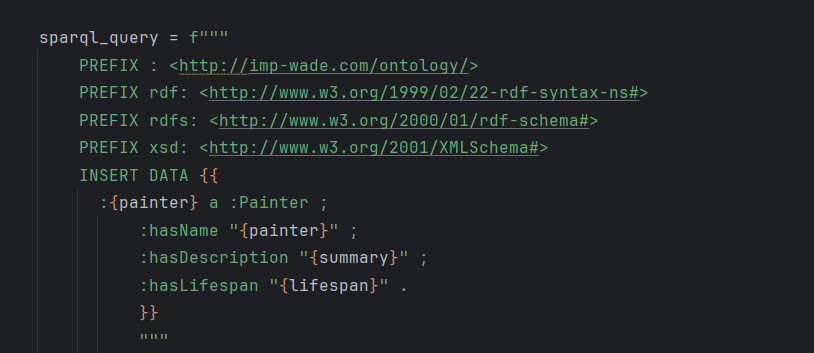 sparql_query = f"""
PREFIX : <http://imp-wade.com/ontology/>
PREFIX rdf: <http://www.w3.org/1999/02/22-rdf-syntax-ns#>
PREFIX rdfs: <http://www.w3.org/2000/01/rdf-schema#>
PREFIX xsd: <http://www.w3.org/2001/XMLSchema#>
INSERT DATA {{
:{painter} a :Painter ;
:hasName "{painter}" ;
:hasDescription "{summary}" ;
:hasLifespan "{lifespan}" .
}}
"""